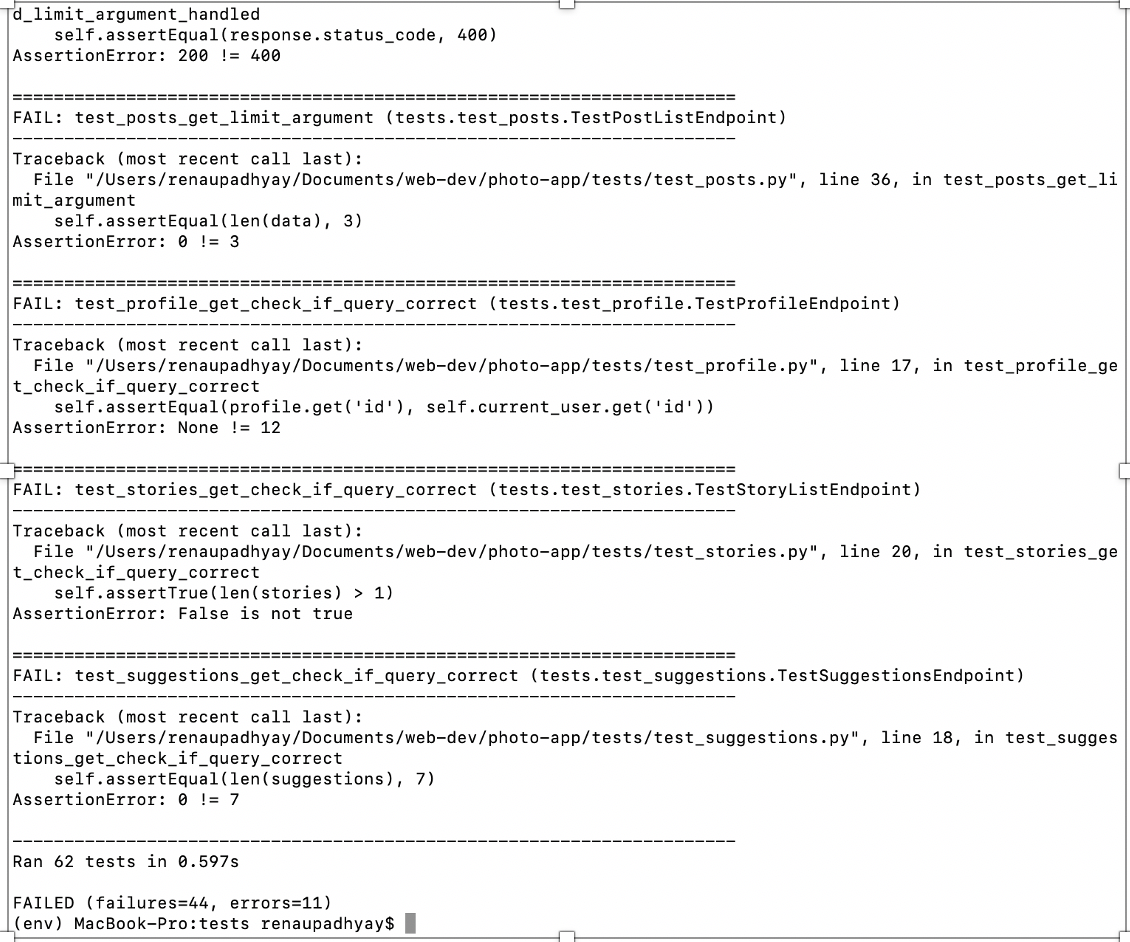 d_limit_argument_handled
    self.assertEqual(response.status_code, 400)
AssertionError: 200 != 400

======================================================================
FAIL: test_posts_get_limit_argument (tests.test_posts.TestPostListEndpoint)
----------------------------------------------------------------------
Traceback (most recent call last):
  File "/Users/renaupadhyay/Documents/web-dev/photo-app/tests/test_posts.py", line 36, in test_posts_get_li
mit_argument
    self.assertEqual(len(data), 3)
AssertionError: 0 != 3

======================================================================
FAIL: test_profile_get_check_if_query_correct (tests.test_profile.TestProfileEndpoint)
----------------------------------------------------------------------
Traceback (most recent call last):
  File "/Users/renaupadhyay/Documents/web-dev/photo-app/tests/test_profile.py", line 17, in test_profile_ge
t_check_if_query_correct
    self.assertEqual(profile.get('id'), self.current_user.get('id'))
AssertionError: None != 12

======================================================================
FAIL: test_stories_get_check_if_query_correct (tests.test_stories.TestStoryListEndpoint)
----------------------------------------------------------------------
Traceback (most recent call last):
  File "/Users/renaupadhyay/Documents/web-dev/photo-app/tests/test_stories.py", line 20, in test_stories_ge
t_check_if_query_correct
    self.assertTrue(len(stories) > 1)
AssertionError: False is not true

======================================================================
FAIL: test_suggestions_get_check_if_query_correct (tests.test_suggestions.TestSuggestionsEndpoint)
----------------------------------------------------------------------
Traceback (most recent call last):
  File "/Users/renaupadhyay/Documents/web-dev/photo-app/tests/test_suggestions.py", line 18, in test_sugges
tions_get_check_if_query_correct
    self.assertEqual(len(suggestions), 7)
AssertionError: 0 != 7

----------------------------------------------------------------------
Ran 62 tests in 0.597s

FAILED (failures=44, errors=11)
(env) MacBook-Pro:tests renaupadhyay$